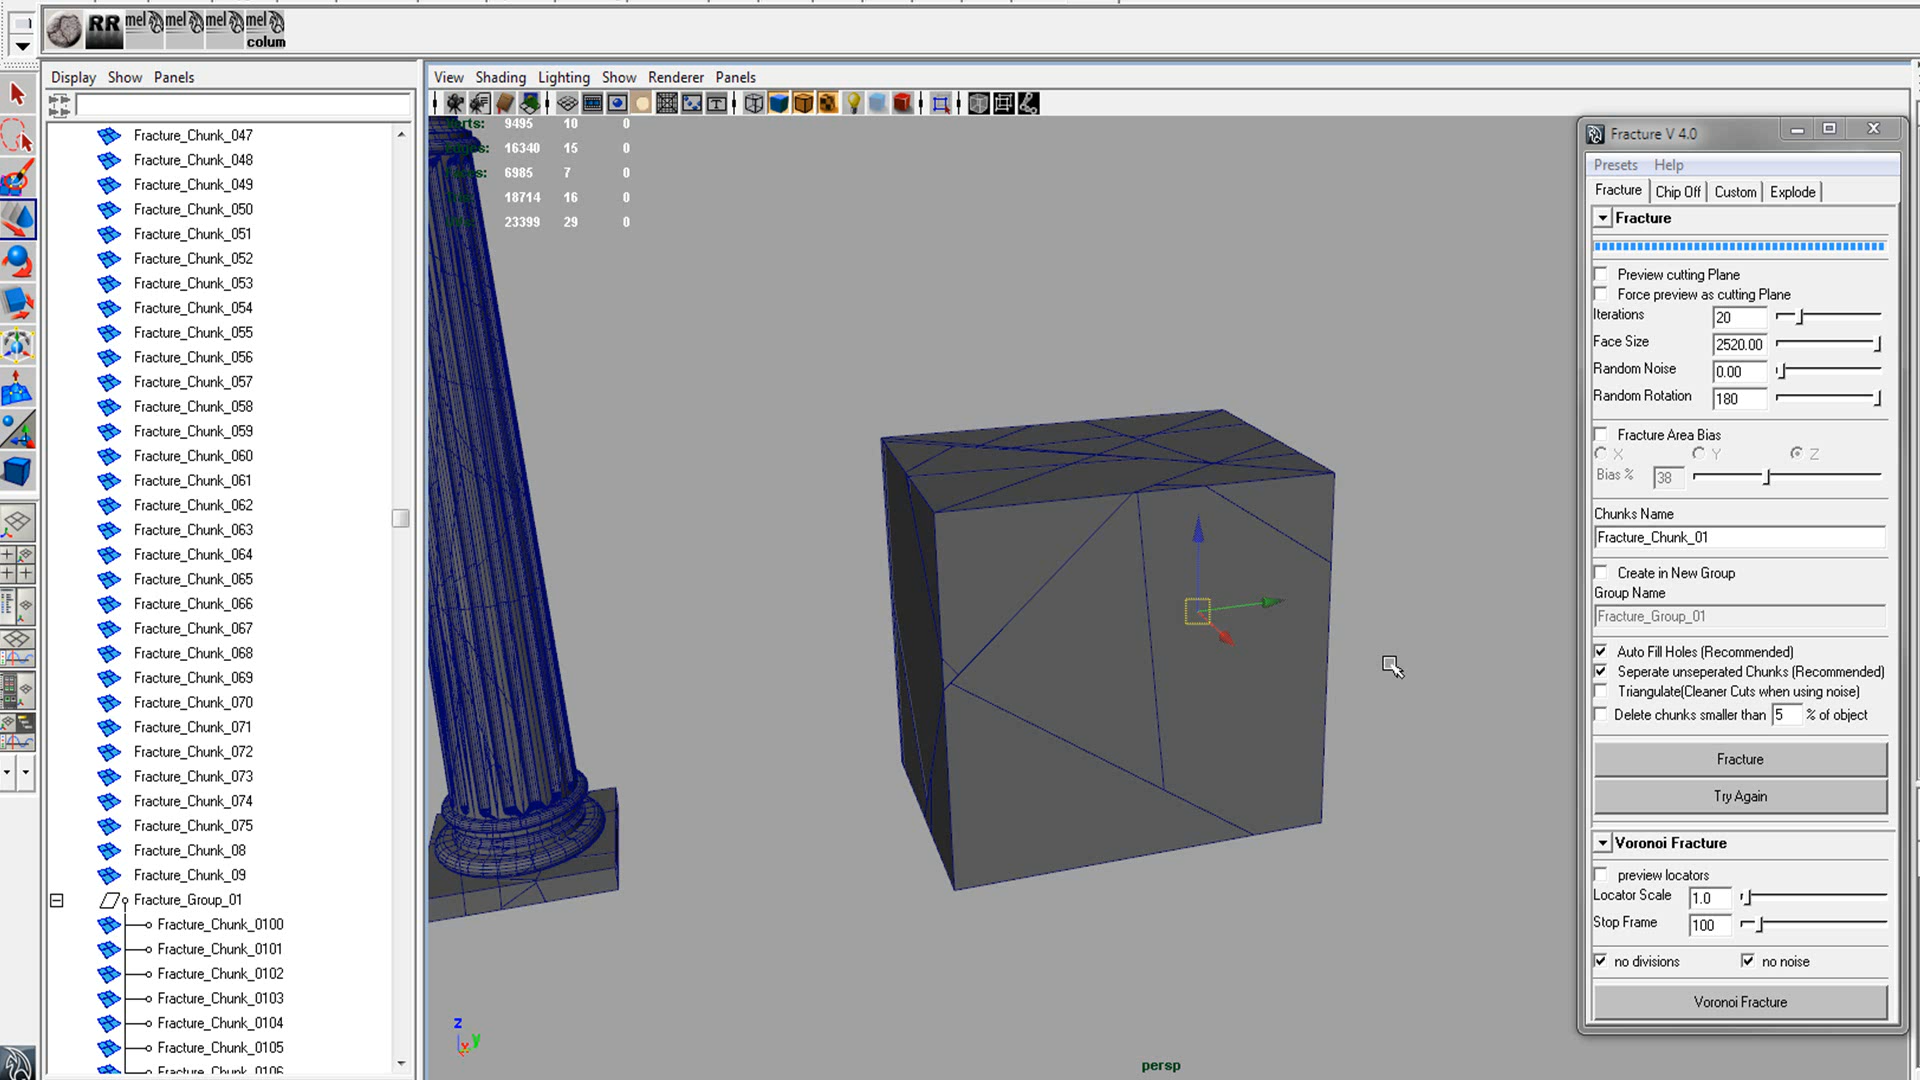 RR mel mel mel mel
colum
Display Show Panels
View Shading Lighting Show Renderer Panels
Fracture_Chunk_047
Fracture_Chunk_048
Fracture_Chunk_049
Fracture_Chunk_050
Fracture_Chunk_051
Fracture_Chunk_052
Fracture_Chunk_053
Fracture_Chunk_054
Fracture_Chunk_055
Fracture_Chunk_056
Fracture_Chunk_057
Fracture_Chunk_058
Fracture_Chunk_059
Fracture_Chunk_060
Fracture_Chunk_061
Fracture_Chunk_062
Fracture_Chunk_063
Fracture_Chunk_064
Fracture_Chunk_065
Fracture_Chunk_066
Fracture_Chunk_067
Fracture_Chunk_068
Fracture_Chunk_069
Fracture_Chunk_070
Fracture_Chunk_071
Fracture_Chunk_072
Fracture_Chunk_073
Fracture_Chunk_074
Fracture_Chunk_075
Fracture_Chunk_08
Fracture_Chunk_09
Fracture_Group_01
Fracture_Chunk_0100
Fracture_Chunk_0101
Fracture_Chunk_0102
Fracture_Chunk_0103
Fracture_Chunk_0104
Fracture_Chunk_0105
Fracture_Chunk_0106
9495 10 0
16340 15 0
6985 7 0
18714 16 0
23399 29 0
z
y
persp
Fracture V 4.0
Presets Help
Fracture Chip Off Custom Explode
Fracture
Preview cutting Plane
Force preview as cutting Plane
Iterations 20
Face Size 2520.00
Random Noise 0.00
Random Rotation 180
Fracture Area Bias
X Y Z
Bias % 38
Chunks Name
Fracture_Chunk_01
Create in New Group
Group Name
Fracture_Group_01
Auto Fill Holes (Recommended)
Seperate unseperated Chunks (Recommended)
Triangulate(Cleaner Cuts when using noise)
Delete chunks smaller than 5 % of object
Fracture
Try Again
Voronoi Fracture
preview locators
Locator Scale 1.0
Stop Frame 100
no divisions no noise
Voronoi Fracture